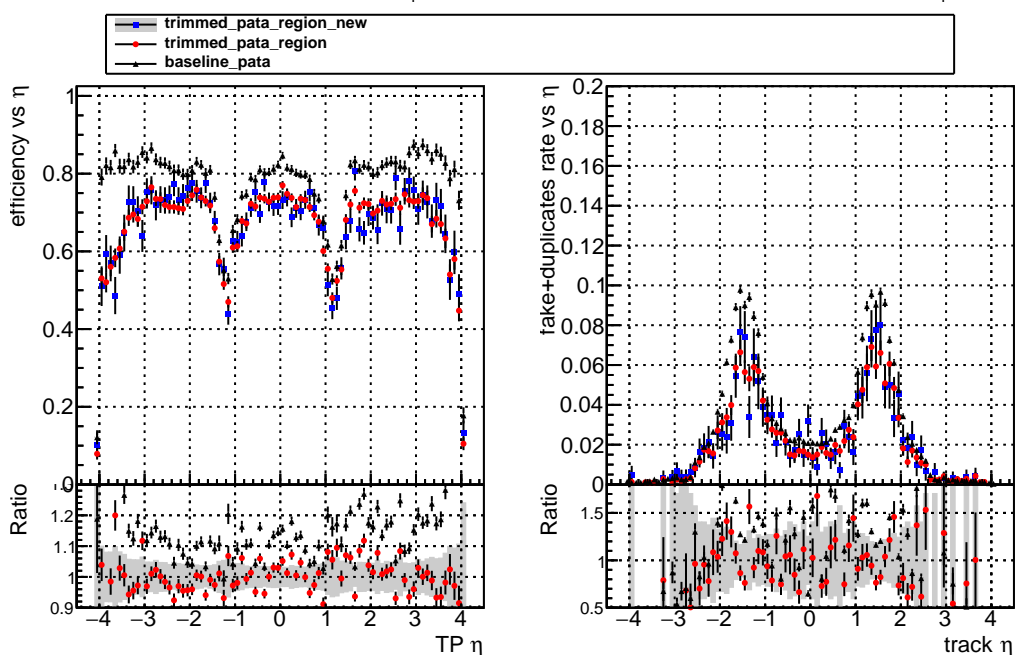 trimmed_pata_region_new
trimmed_pata_region
baseline_pata
efficiency vs η
1
0.8
0.6
0.4
0.2
0
Ratio
1.3
1.2
1.1
1
0.9
−4 −3 −2 −1 0 1 2 3 4
TP η
fake+duplicates rate vs η
0.2
0.18
0.16
0.14
0.12
0.1
0.08
0.06
0.04
0.02
0
Ratio
1.5
1
0.5
−4 −3 −2 −1 0 1 2 3 4
track η